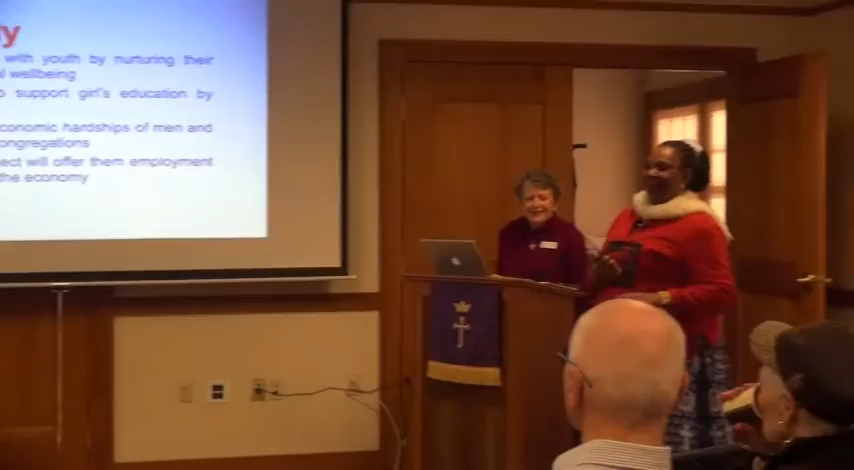 y
with youth by nurturing their
wellbeing
support girl's education by
conomic hardships of men and
ongregations
ect will offer them employment
the economy